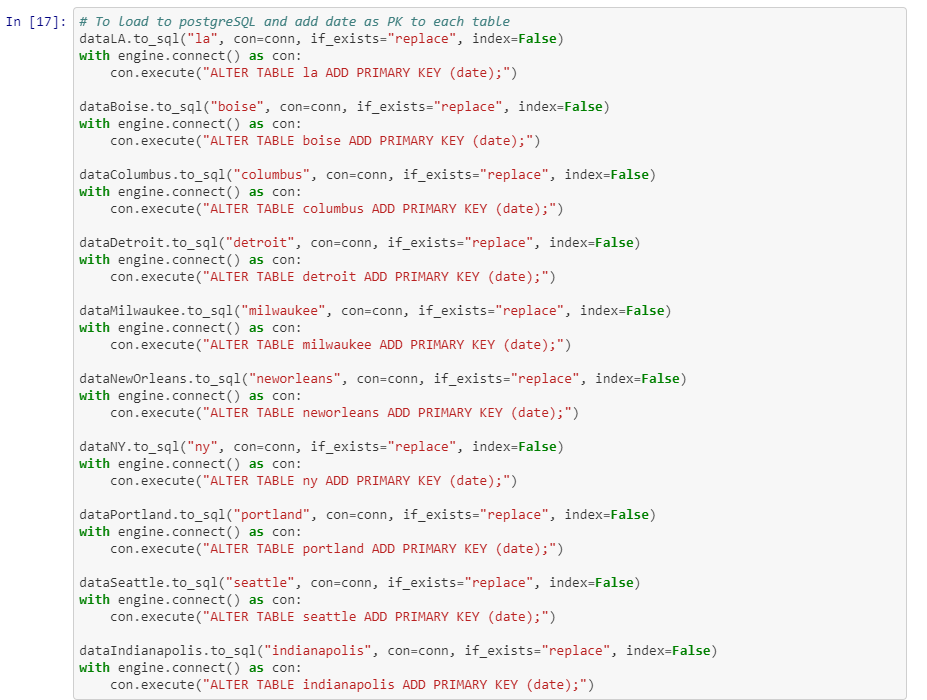 In [17]: # To load to postgreSQL and add date as PK to each table
dataLA.to_sql("la", con=conn, if_exists="replace", index=False)
with engine.connect() as con:
    con.execute("ALTER TABLE la ADD PRIMARY KEY (date);")

dataBoise.to_sql("boise", con=conn, if_exists="replace", index=False)
with engine.connect() as con:
    con.execute("ALTER TABLE boise ADD PRIMARY KEY (date);")

dataColumbus.to_sql("columbus", con=conn, if_exists="replace", index=False)
with engine.connect() as con:
    con.execute("ALTER TABLE columbus ADD PRIMARY KEY (date);")

dataDetroit.to_sql("detroit", con=conn, if_exists="replace", index=False)
with engine.connect() as con:
    con.execute("ALTER TABLE detroit ADD PRIMARY KEY (date);")

dataMilwaukee.to_sql("milwaukee", con=conn, if_exists="replace", index=False)
with engine.connect() as con:
    con.execute("ALTER TABLE milwaukee ADD PRIMARY KEY (date);")

dataNewOrleans.to_sql("neworleans", con=conn, if_exists="replace", index=False)
with engine.connect() as con:
    con.execute("ALTER TABLE neworleans ADD PRIMARY KEY (date);")

dataNY.to_sql("ny", con=conn, if_exists="replace", index=False)
with engine.connect() as con:
    con.execute("ALTER TABLE ny ADD PRIMARY KEY (date);")

dataPortland.to_sql("portland", con=conn, if_exists="replace", index=False)
with engine.connect() as con:
    con.execute("ALTER TABLE portland ADD PRIMARY KEY (date);")

dataSeattle.to_sql("seattle", con=conn, if_exists="replace", index=False)
with engine.connect() as con:
    con.execute("ALTER TABLE seattle ADD PRIMARY KEY (date);")

dataIndianapolis.to_sql("indianapolis", con=conn, if_exists="replace", index=False)
with engine.connect() as con:
    con.execute("ALTER TABLE indianapolis ADD PRIMARY KEY (date);")